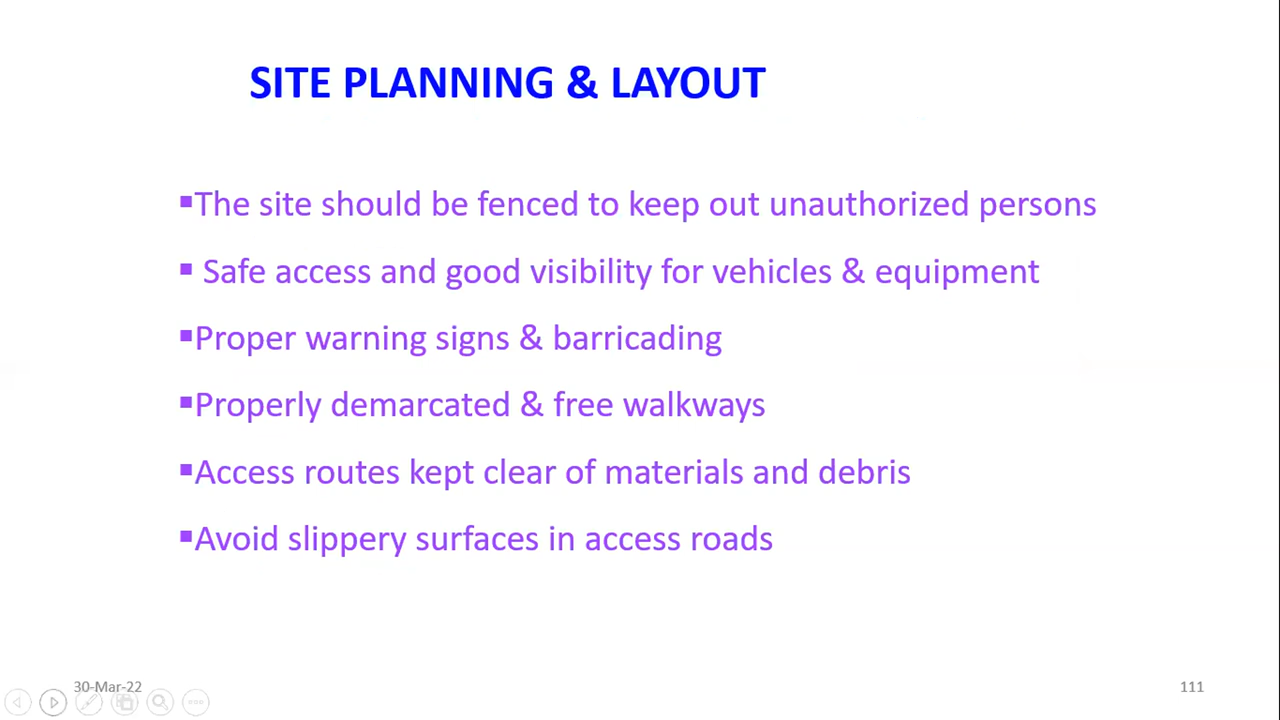 SITE PLANNING & LAYOUT
▪The site should be fenced to keep out unauthorized persons
▪ Safe access and good visibility for vehicles & equipment
▪Proper warning signs & barricading
▪Properly demarcated & free walkways
▪Access routes kept clear of materials and debris
▪Avoid slippery surfaces in access roads
30-Mar-22
111